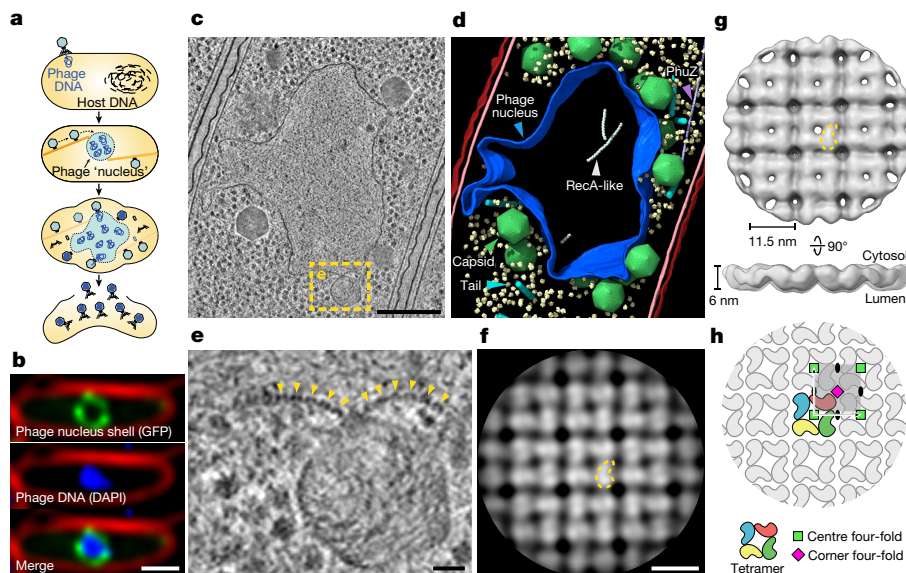 a
Phage
DNA
Host DNA
Phage 'nucleus'
b
Phage nucleus shell (GFP)
Phage DNA (DAPI)
Merge
c
e
d
PhuZ
Phage
nucleus
RecA-like
Capsid
Tail
e
f
g
11.5 nm
90°
Cytosol
6 nm
Lumen
h
Tetramer
Centre four-fold
Corner four-fold